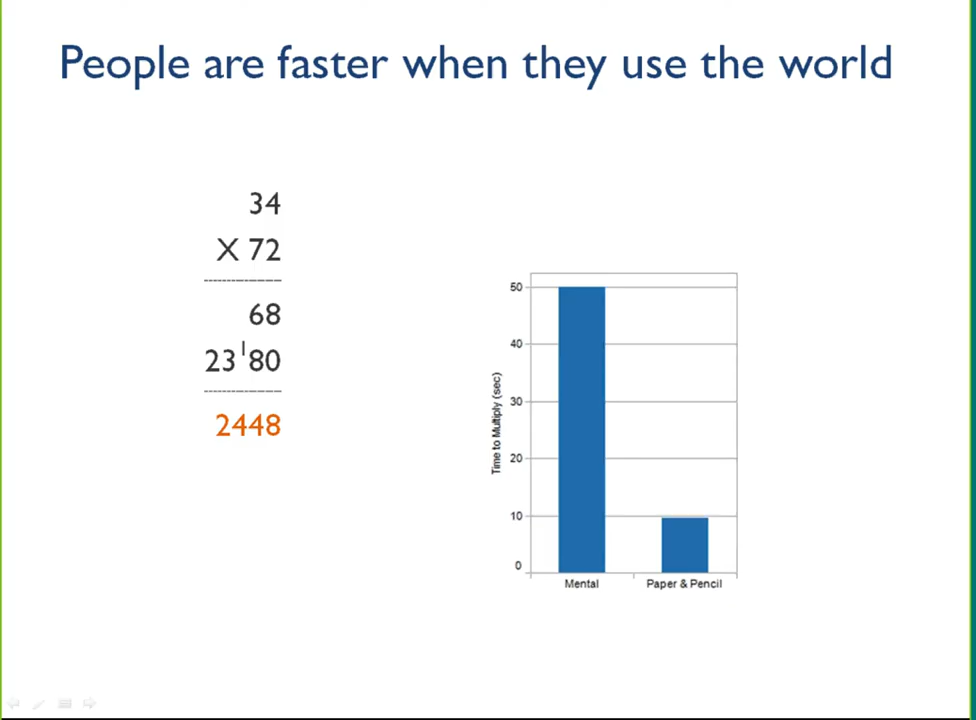 People are faster when they use the world
34
X 72
--------------------
68
23 ¹80
--------------------
2448
50
40
30
20
10
0
Time to Multiply (sec)
Mental
Paper & Pencil